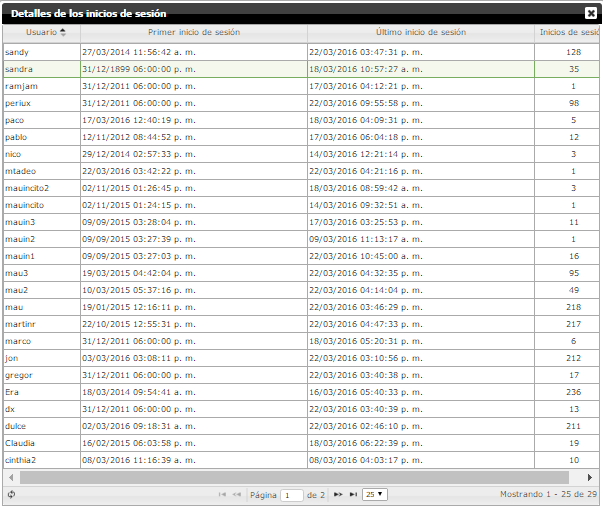 Detalles de los inicios de sesión
Usuario Primer inicio de sesión Último inicio de sesión Inicios de sesió
sandy 27/03/2014 11:56:42 a. m. 22/03/2016 03:47:31 p. m. 128
sandra 31/12/1899 06:00:00 p. m. 18/03/2016 10:57:27 a. m. 35
ramjam 31/12/2011 06:00:00 p. m. 17/03/2016 04:12:21 p. m. 1
periux 31/12/2011 06:00:00 p. m. 22/03/2016 09:55:58 p. m. 98
paco 17/03/2016 12:40:19 p. m. 18/03/2016 04:09:31 p. m. 5
pablo 12/11/2012 08:44:52 p. m. 17/03/2016 06:04:18 p. m. 12
nico 29/12/2014 02:57:33 p. m. 14/03/2016 12:21:14 p. m. 3
mtadeo 22/03/2016 03:42:22 p. m. 22/03/2016 04:21:16 p. m. 1
mauincito2 02/11/2015 01:26:45 p. m. 18/03/2016 08:59:42 a. m. 3
mauincito 02/11/2015 01:24:15 p. m. 14/03/2016 09:32:51 a. m. 1
mauin3 09/09/2015 03:28:04 p. m. 17/03/2016 03:25:53 p. m. 11
mauin2 09/09/2015 03:27:39 p. m. 09/03/2016 11:13:17 a. m. 1
mauin1 09/09/2015 03:27:03 p. m. 22/03/2016 10:45:00 a. m. 16
mau3 19/03/2015 04:42:04 p. m. 22/03/2016 04:32:35 p. m. 95
mau2 10/03/2015 05:37:16 p. m. 22/03/2016 04:14:04 p. m. 49
mau 19/01/2015 12:16:11 p. m. 22/03/2016 03:46:29 p. m. 218
martinr 22/10/2015 12:55:31 p. m. 22/03/2016 04:47:33 p. m. 217
marco 31/12/2011 06:00:00 p. m. 18/03/2016 05:20:31 p. m. 6
jon 03/03/2016 03:08:11 p. m. 22/03/2016 03:10:56 p. m. 212
gregor 31/12/2011 06:00:00 p. m. 22/03/2016 03:40:38 p. m. 17
Era 18/03/2014 09:54:41 a. m. 16/03/2016 05:40:33 p. m. 236
dx 31/12/2011 06:00:00 p. m. 22/03/2016 03:40:39 p. m. 13
dulce 02/03/2016 09:18:31 a. m. 22/03/2016 02:46:10 p. m. 211
Claudia 16/02/2015 06:03:58 p. m. 18/03/2016 06:22:39 p. m. 19
cinthia2 08/03/2016 11:16:39 a. m. 08/03/2016 04:03:17 p. m. 10
Página 1 de 2 25 Mostrando 1 - 25 de 29